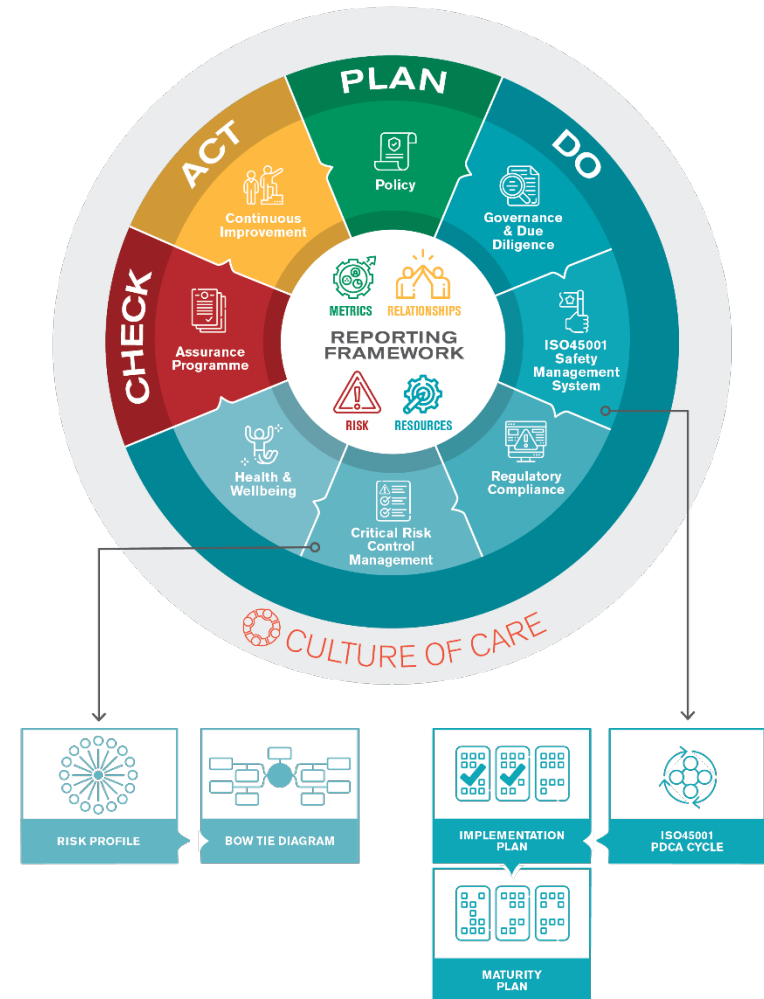 PLAN
DO
ACT
CHECK
Policy
Governance
& Due
Diligence
ISO45001
Safety
Management
System
Regulatory
Compliance
Critical Risk
Control
Management
Health &
Wellbeing
Assurance
Programme
Continuous
Improvement
METRICS
RELATIONSHIPS
REPORTING
FRAMEWORK
RISK
RESOURCES
CULTURE OF CARE
RISK PROFILE
BOW TIE DIAGRAM
IMPLEMENTATION
PLAN
ISO45001
PDCA CYCLE
MATURITY
PLAN